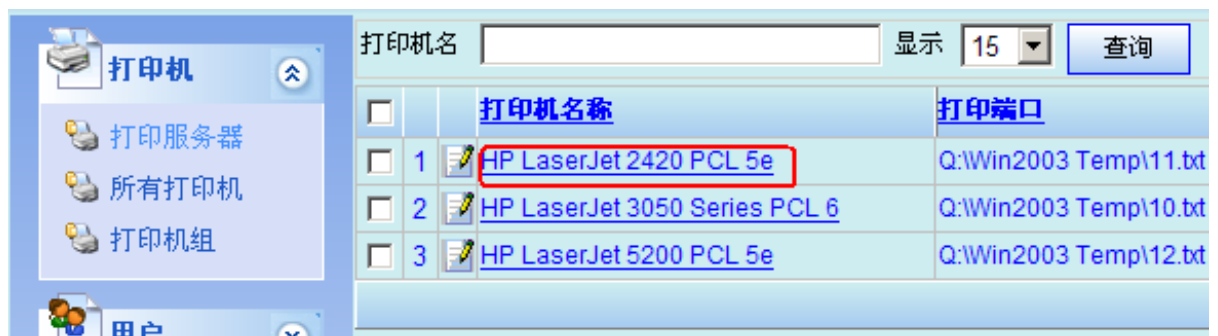 打印机
打印服务器
所有打印机
打印机组
用户
打印机名 显示 15 查询
打印机名称 打印端口
1 HP LaserJet 2420 PCL 5e Q:\Win2003 Temp\11.txt
2 HP LaserJet 3050 Series PCL 6 Q:\Win2003 Temp\10.txt
3 HP LaserJet 5200 PCL 5e Q:\Win2003 Temp\12.txt